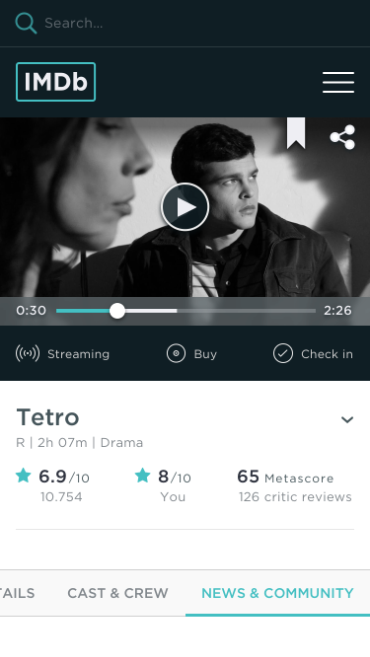 Search...
IMDb
0:30 2:26
Streaming Buy Check in
Tetro
R | 2h 07m | Drama
6.9/10 8/10 65 Metascore
10.754 You 126 critic reviews
AILS CAST & CREW NEWS & COMMUNITY